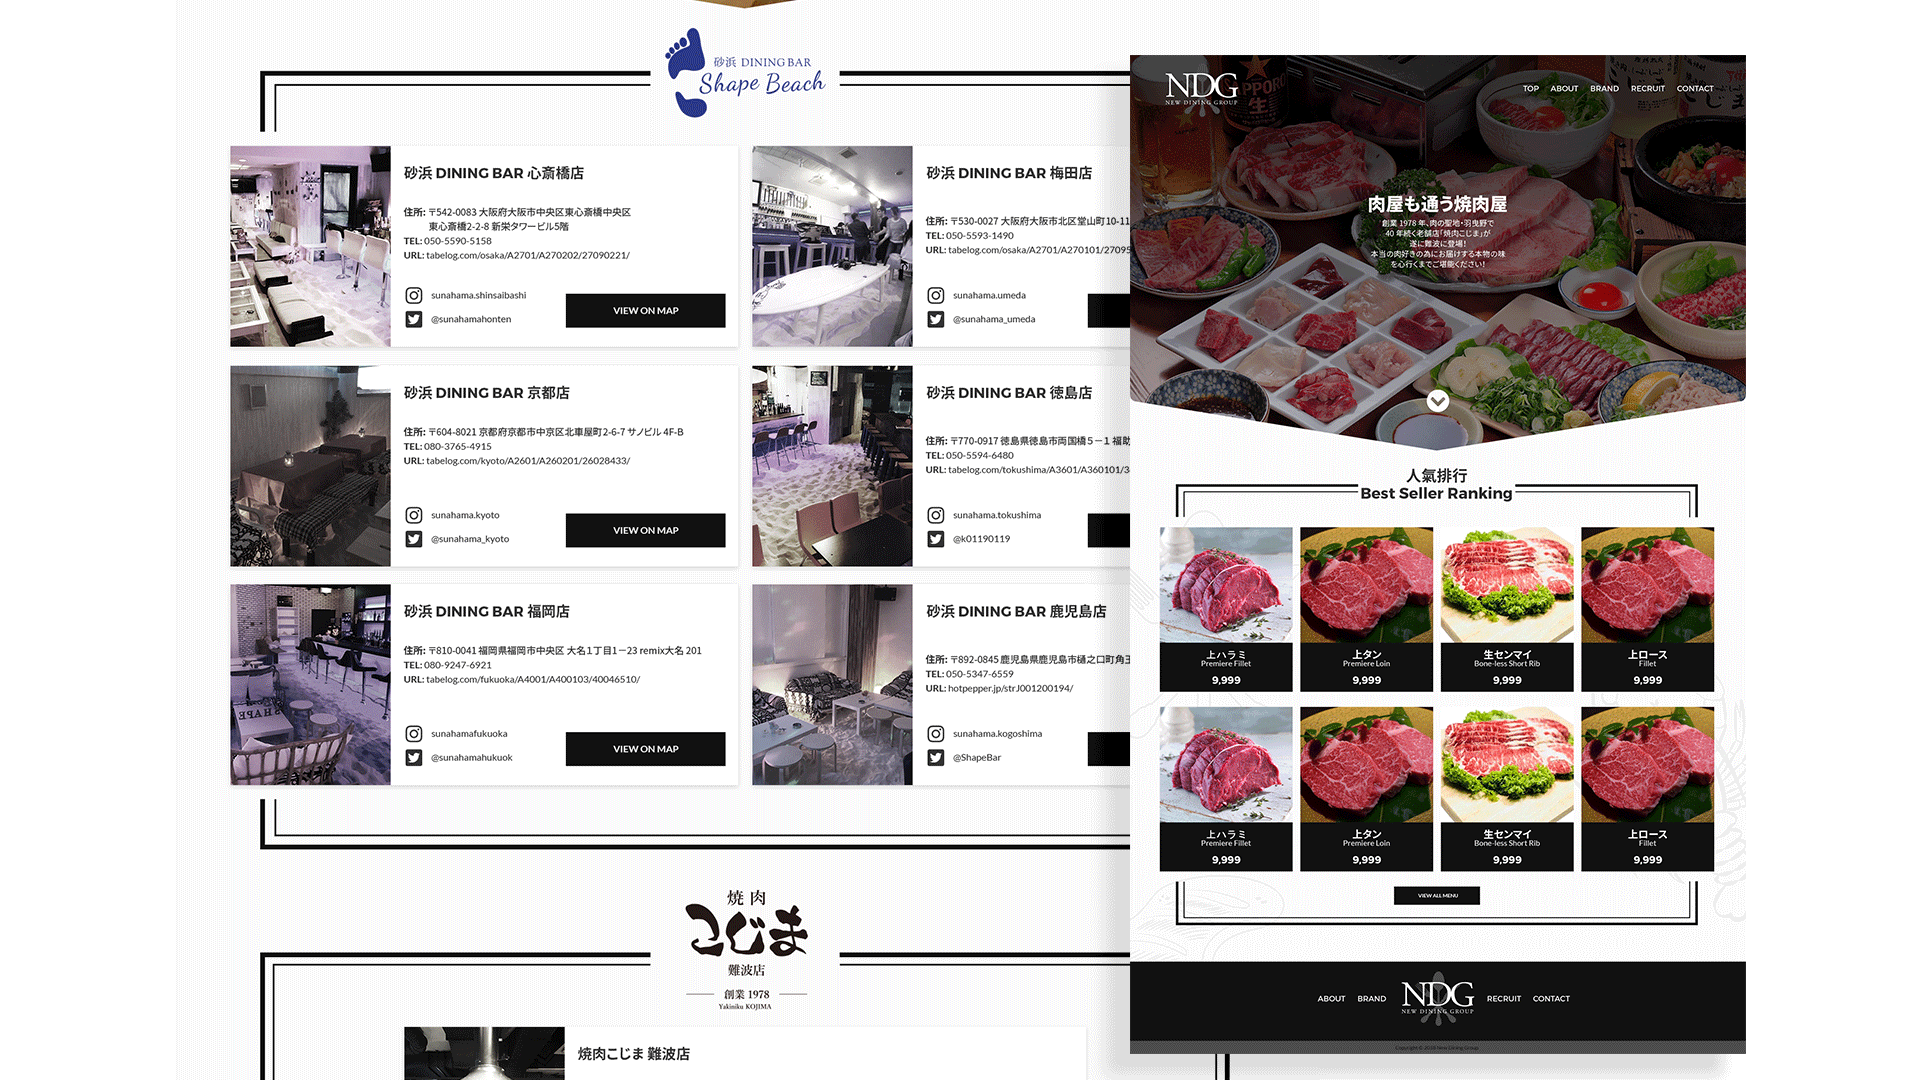 砂浜 DINING BAR
Shape Beach
砂浜 DINING BAR 心斎橋店
住所: 〒542-0083 大阪府大阪市中央区東心斎橋中央区
東心斎橋2-2-8 新栄タワービル5階
TEL: 050-5590-5158
URL: tabelog.com/osaka/A2701/A270202/27090221/
sunahama.shinsaibashi
@sunahamahonten
VIEW ON MAP
砂浜 DINING BAR 梅田店
住所: 〒530-0027 大阪府大阪市北区堂山町10-11
TEL: 050-5593-1490
URL: tabelog.com/osaka/A2701/A270101/27095
sunahama.umeda
@sunahama_umeda
砂浜 DINING BAR 京都店
住所: 〒604-8021 京都府京都市中京区北車屋町2-6-7 サノビル 4F-B
TEL: 080-3765-4915
URL: tabelog.com/kyoto/A2601/A260201/26028433/
sunahama.kyoto
@sunahama_kyoto
VIEW ON MAP
砂浜 DINING BAR 徳島店
住所: 〒770-0917 徳島県徳島市両国橋５－１ 福助
TEL: 050-5594-6480
URL: tabelog.com/tokushima/A3601/A360101/3
sunahama.tokushima
@k01190119
砂浜 DINING BAR 福岡店
住所: 〒810-0041 福岡県福岡市中央区 大名１丁目1－23 remix大名 201
TEL: 080-9247-6921
URL: tabelog.com/fukuoka/A4001/A400103/40046510/
sunahamafukuoka
@sunahamahukuok
VIEW ON MAP
砂浜 DINING BAR 鹿児島店
住所: 〒892-0845 鹿児島県鹿児島市樋之口町角玉
TEL: 050-5347-6559
URL: hotpepper.jp/strJ001200194/
sunahama.kogoshima
@ShapeBar
焼肉
こじま
難波店
創業 1978
Yakiniku KOJIMA
焼肉こじま 難波店
NDG
NEW DINING GROUP
TOP ABOUT BRAND RECRUIT CONTACT
肉屋も通う焼肉屋
創業 1978 年、肉の聖地・羽曳野で
40 年続く老舗店「焼肉こじま」が
遂に難波に登場！
本当の肉好きの為にお届けする本物の味
を心行くまでご堪能ください！
人氣排行
Best Seller Ranking
上ハラミ
Premiere Fillet
9,999
上タン
Premiere Loin
9,999
生センマイ
Bone-less Short Rib
9,999
上ロース
Fillet
9,999
上ハラミ
Premiere Fillet
9,999
上タン
Premiere Loin
9,999
生センマイ
Bone-less Short Rib
9,999
上ロース
Fillet
9,999
VIEW ALL MENU
ABOUT BRAND
NDG
NEW DINING GROUP
RECRUIT CONTACT
Copyright © 2018 New Dining Group